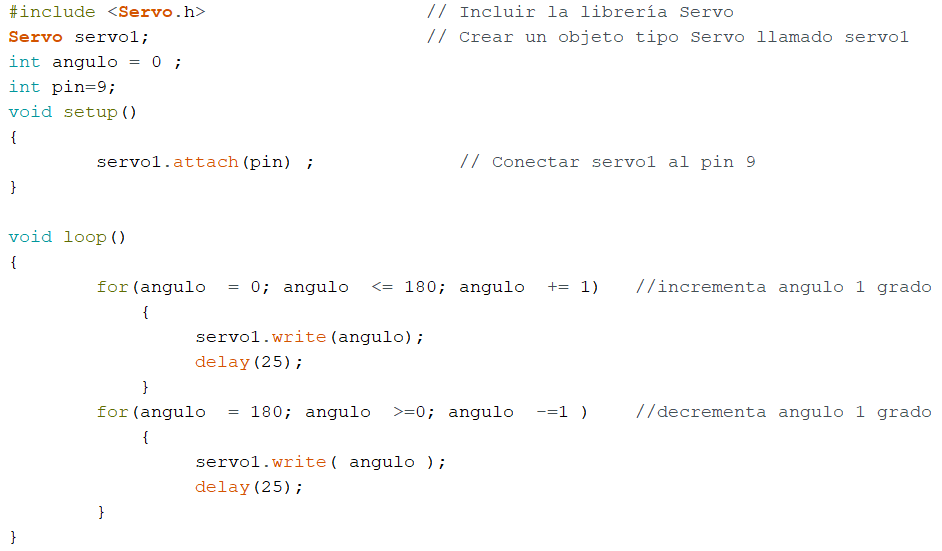 #include <Servo.h>                    // Incluir la librería Servo
Servo servo1;                         // Crear un objeto tipo Servo llamado servo1
int angulo = 0 ;
int pin=9;
void setup()
{
        servo1.attach(pin) ;             // Conectar servo1 al pin 9
}

void loop()
{
        for(angulo  = 0; angulo  <= 180; angulo  += 1)   //incrementa angulo 1 grado
            {
                 servo1.write(angulo);
                 delay(25);
            }
        for(angulo  = 180; angulo  >=0; angulo  -=1 )    //decrementa angulo 1 grado
            {
                 servo1.write( angulo );
                 delay(25);
        }
}